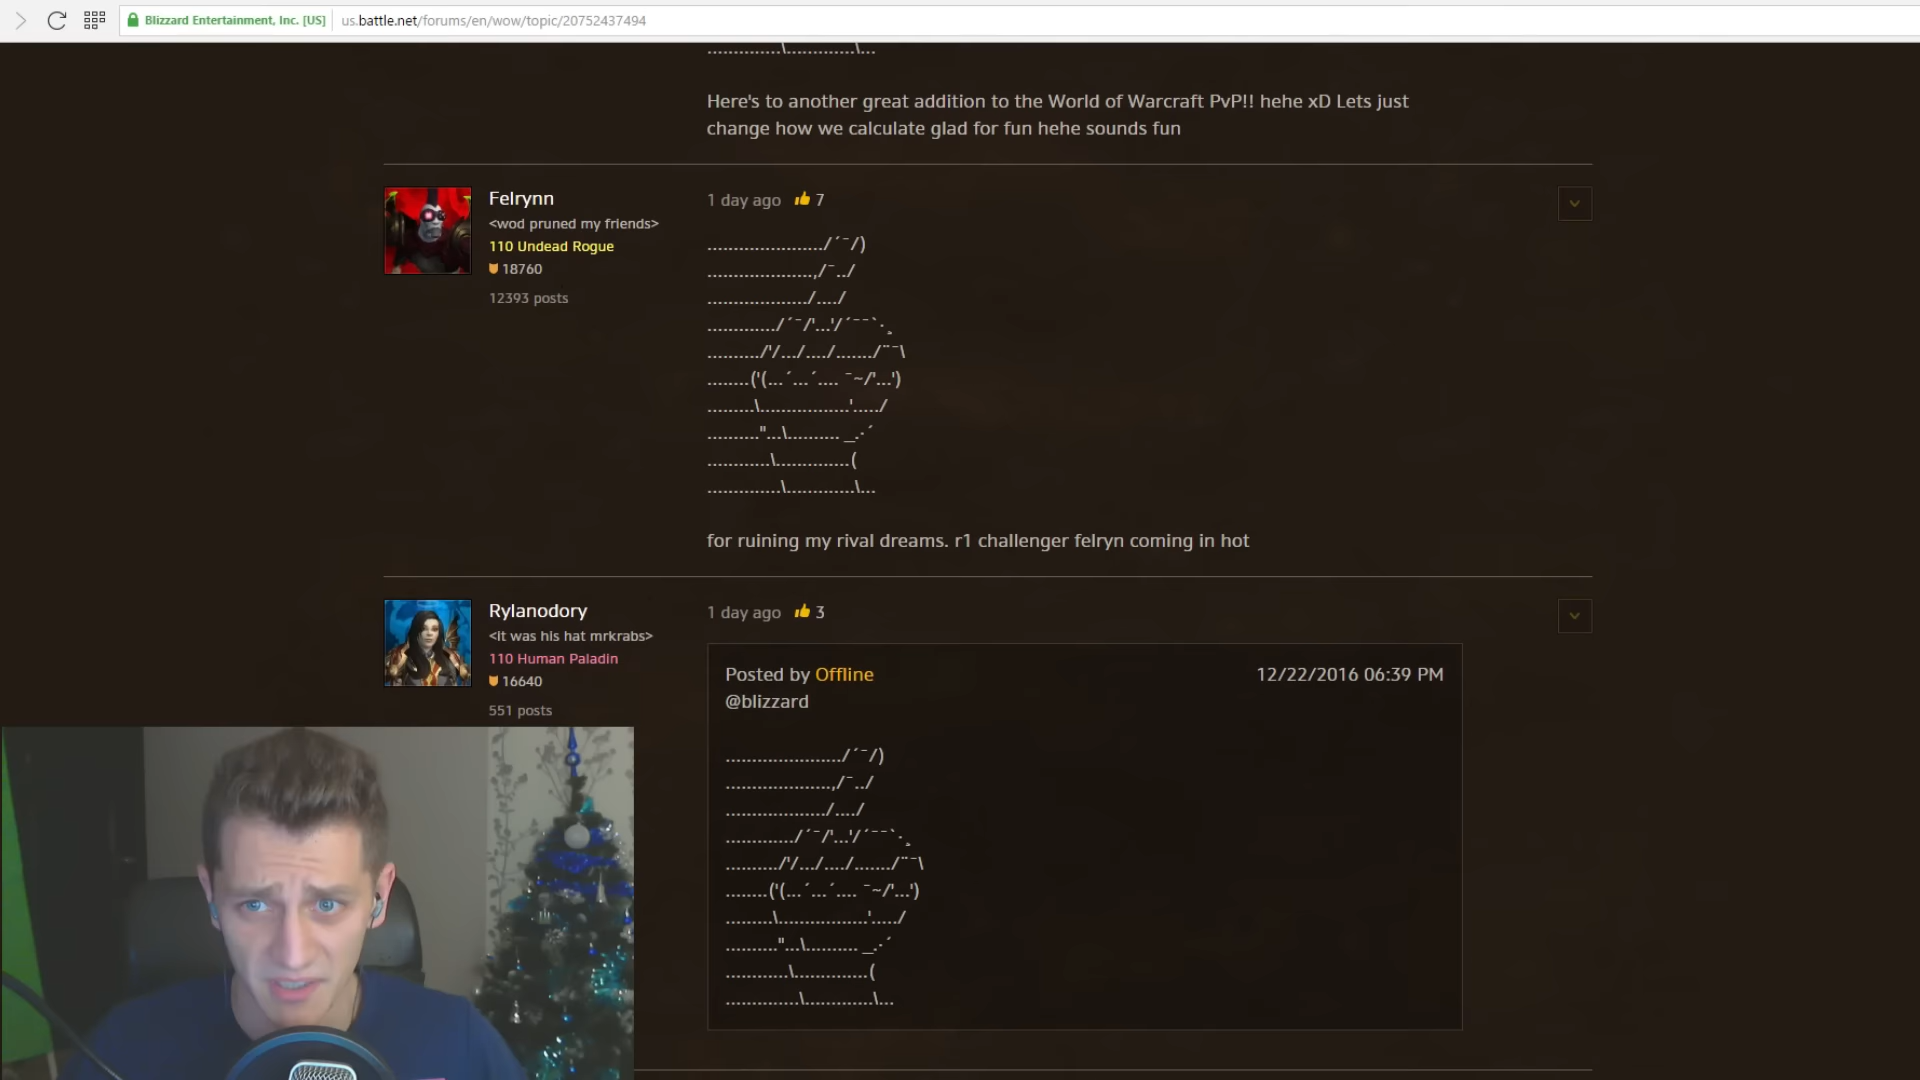 Blizzard Entertainment, Inc. [US] us.battle.net/forums/en/wow/topic/20752437494
..............\.............\...
Here's to another great addition to the World of Warcraft PvP!! hehe xD Lets just
change how we calculate glad for fun hehe sounds fun
Felrynn
<wod pruned my friends>
110 Undead Rogue
18760
12393 posts
1 day ago 7
....................../´¯/)
....................,/¯../
.................../..../
............./´¯/'...'/´¯¯`·¸
........../'/.../..../......./¨¯\
........('(...´...´.... ¯~/'...')
.........\.................'...../
.........."...\.......... _.·´
............\..............(
..............\.............\...
for ruining my rival dreams. r1 challenger felryn coming in hot
Rylanodory
<it was his hat mrkrabs>
110 Human Paladin
16640
551 posts
1 day ago 3
Posted by Offline 12/22/2016 06:39 PM
@blizzard
....................../´¯/)
....................,/¯../
.................../..../
............./´¯/'...'/´¯¯`·¸
........../'/.../..../......./¨¯\
........('(...´...´.... ¯~/'...')
.........\.................'...../
.........."...\.......... _.·´
............\..............(
..............\.............\...